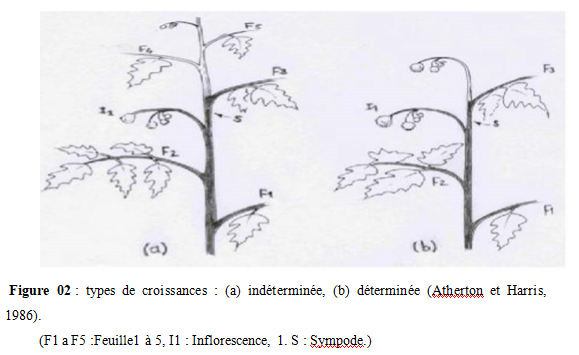 F5
F4
F3
I1
S
F2
F1
(a)
F3
I1
S
F2
F1
(b)
Figure 02 : types de croissances : (a) indéterminée, (b) déterminée (Atherton et Harris,
1986).
(F1 a F5 :Feuille1 à 5, I1 : Inflorescence, 1. S : Sympode.)